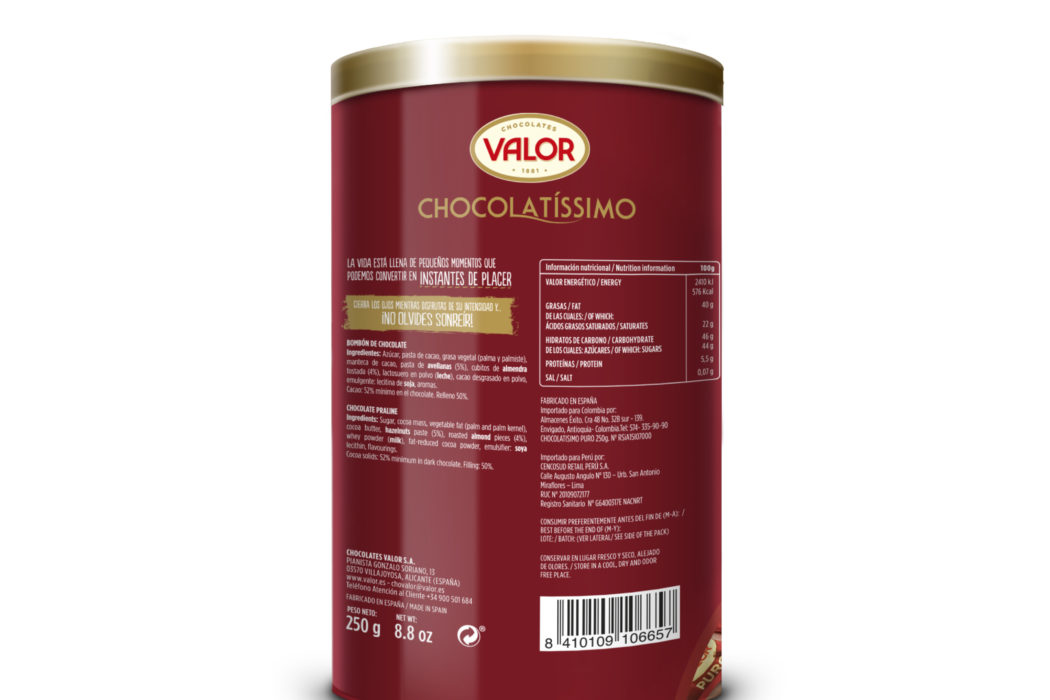 CHOCOLATES
VALOR
• 1881 •
CHOCOLATÍSSIMO
LA VIDA ESTÁ LLENA DE PEQUEÑOS MOMENTOS QUE
PODEMOS CONVERTIR EN INSTANTES DE PLACER
CIERRA LOS OJOS MIENTRAS DISFRUTAS DE SU INTENSIDAD Y...
¡NO OLVIDES SONREÍR!
BOMBÓN DE CHOCOLATE
Ingredientes: Azúcar, pasta de cacao, grasa vegetal (palma y palmiste),
manteca de cacao, pasta de avellanas (5%), cubitos de almendra
tostada (4%), lactosuero en polvo (leche), cacao desgrasado en polvo,
emulgente: lecitina de soja, aromas.
Cacao: 52% mínimo en el chocolate. Relleno 50%.
CHOCOLATE PRALINE
Ingredients: Sugar, cocoa mass, vegetable fat (palm and palm kernel),
cocoa butter, hazelnuts paste (5%), roasted almond pieces (4%),
whey powder (milk), fat-reduced cocoa powder, emulsifier: soya
lecithin, flavourings.
Cocoa solids: 52% minimum in dark chocolate. Filling: 50%.
CHOCOLATES VALOR S.A.
PIANISTA GONZALO SORIANO, 13
03570 VILLAJOYOSA, ALICANTE (ESPAÑA)
www.valor.es - chovalor@valor.es
Teléfono Atención al Cliente +34 900 501 684
FABRICADO EN ESPAÑA / MADE IN SPAIN
PESO NETO: NET WT:
250 g 8.8 oz
Información nutricional / Nutrition information 100g
VALOR ENERGÉTICO / ENERGY 2410 kJ
576 Kcal
GRASAS / FAT 40 g
DE LAS CUALES: / OF WHICH:
ÁCIDOS GRASOS SATURADOS / SATURATES 22 g
HIDRATOS DE CARBONO / CARBOHYDRATE 46 g
DE LOS CUALES: AZÚCARES / OF WHICH: SUGARS 44 g
PROTEÍNAS / PROTEIN 5,5 g
SAL / SALT 0,07 g
FABRICADO EN ESPAÑA
Importado para Colombia por:
Almacenes Éxito. Cra 48 No. 32B sur - 139.
Envigado, Antioquia- Colombia.Tel: 574- 335-90-90
CHOCOLATISIMO PURO 250g. N° RSiA15I07000
Importado para Perú por:
CENCOSUD RETAIL PERÚ S.A.
Calle Augusto Angulo N° 130 – Urb. San Antonio
Miraflores – Lima
RUC N° 20109072177
Registro Sanitario N° G6400317E NACNRT
CONSUMIR PREFERENTEMENTE ANTES DEL FIN DE (M-A): /
BEST BEFORE THE END OF (M-Y):
LOTE: / BATCH: (VER LATERAL/ SEE SIDE OF THE PACK)
CONSERVAR EN LUGAR FRESCO Y SECO, ALEJADO
DE OLORES. / STORE IN A COOL, DRY AND ODOR
FREE PLACE.
8 410109 106657